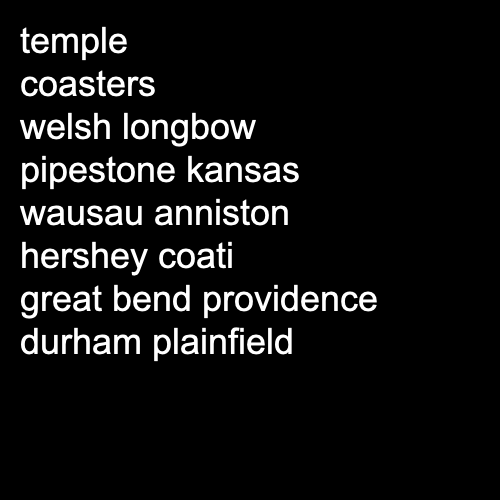 temple
coasters
welsh longbow
pipestone kansas
wausau anniston
hershey coati
great bend providence
durham plainfield